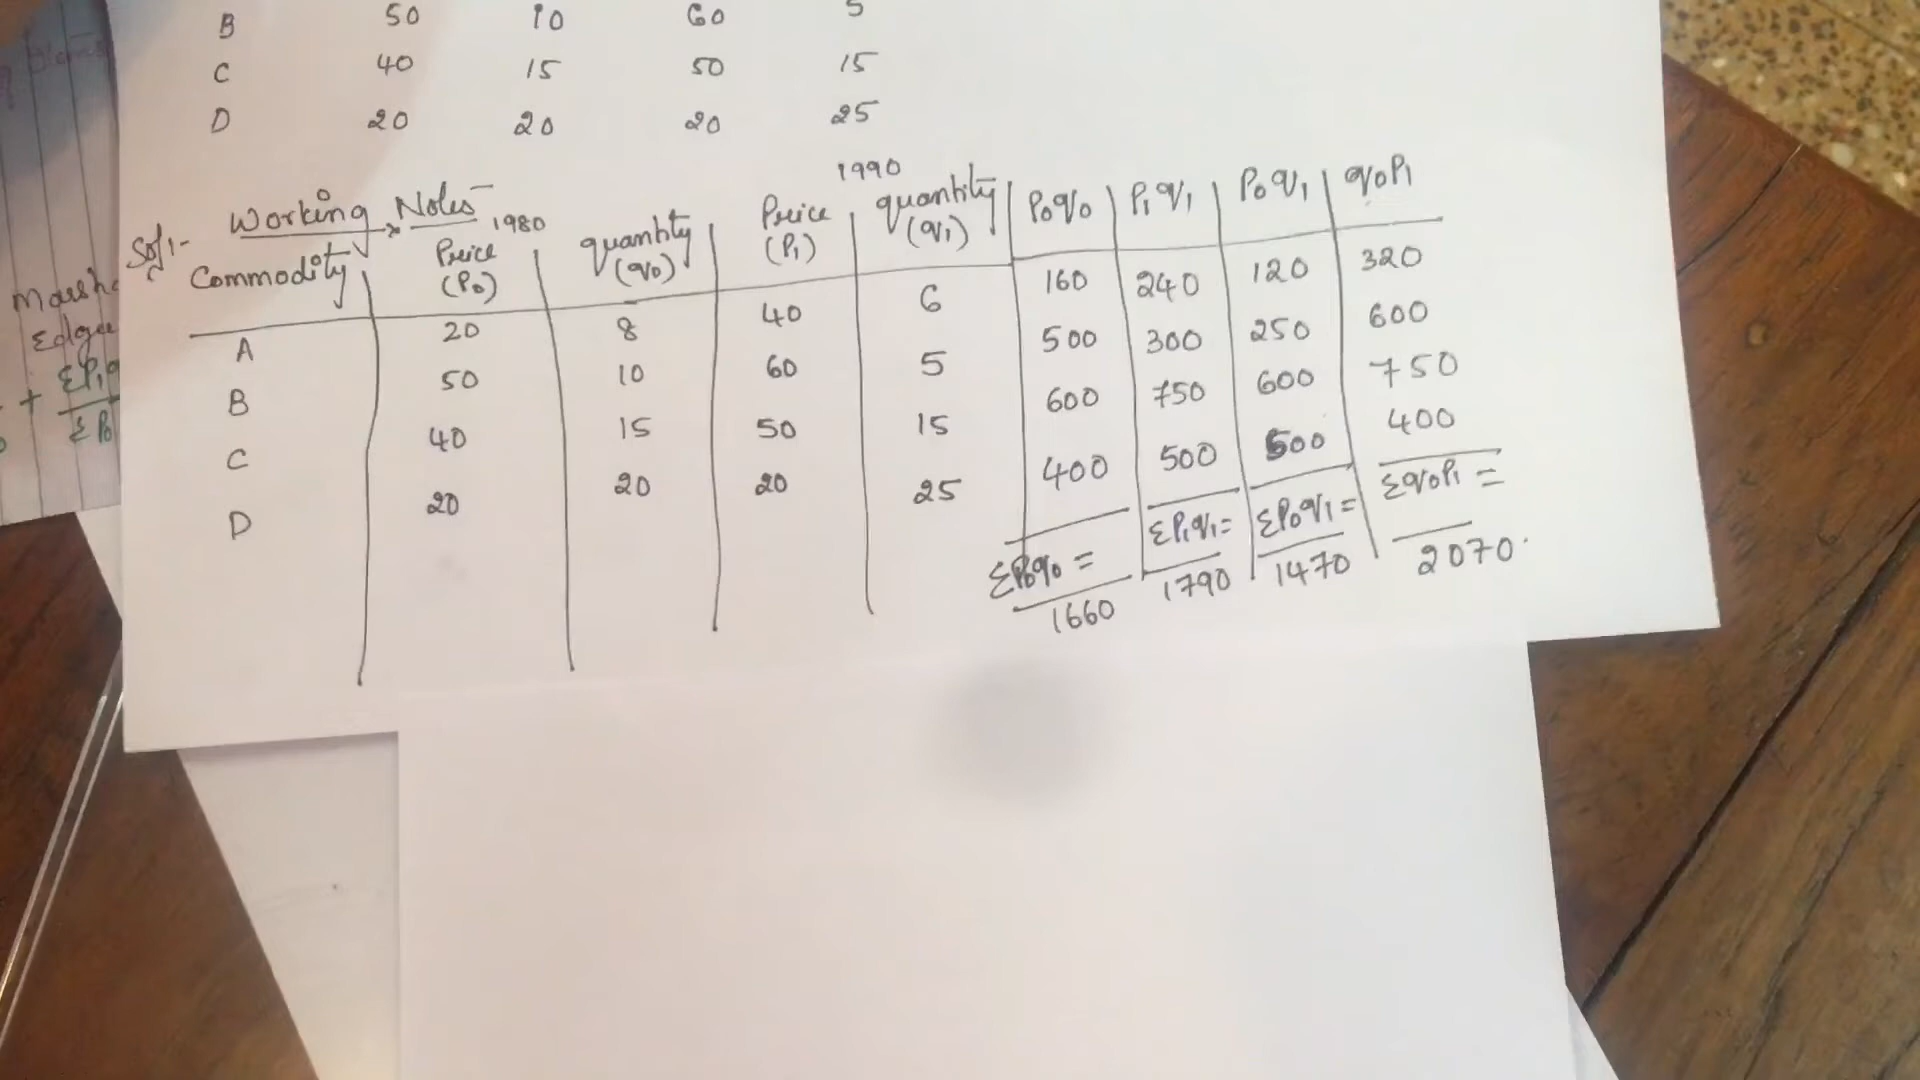 B 50 10 60 5
C 40 15 50 15
D 20 20 20 25
Sol:- Working Notes
1980 1990
Commodity Price (P0) quantity (q0) Price (P1) quantity (q1) P0q0 P1q1 P0q1 q0P1
A 20 8 40 6 160 240 120 320
B 50 10 60 5 500 300 250 600
C 40 15 50 15 600 750 600 750
D 20 20 20 25 400 500 500 400
ΣP0q0 = ΣP1q1= ΣP0q1= Σq0P1 =
1660 1790 1470 2070.
+ ΣP1q
ΣP0